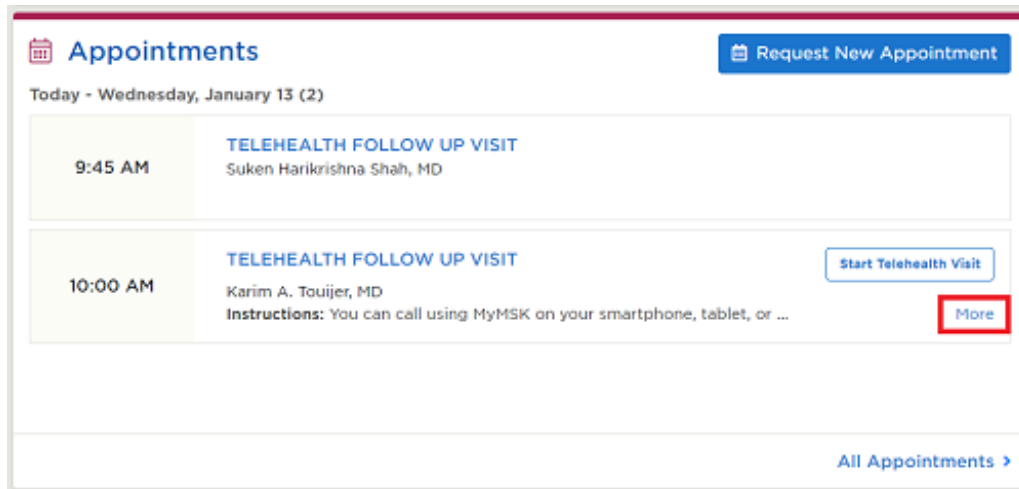 Appointments
Request New Appointment
Today - Wednesday, January 13 (2)
9:45 AM
TELEHEALTH FOLLOW UP VISIT
Suken Harikrishna Shah, MD
10:00 AM
TELEHEALTH FOLLOW UP VISIT
Start Telehealth Visit
Karim A. Touijer, MD
Instructions: You can call using MyMSK on your smartphone, tablet, or ...
More
All Appointments >